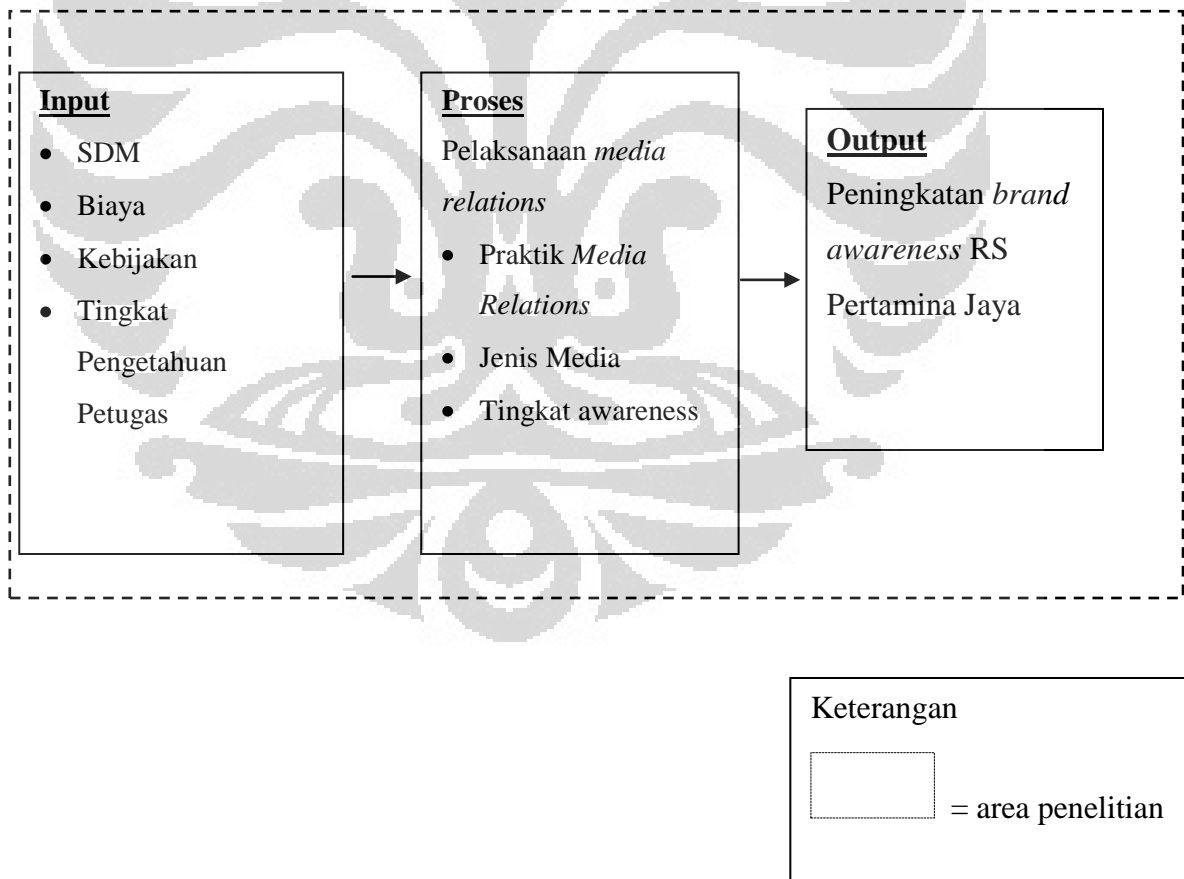 Input
• SDM
• Biaya
• Kebijakan
• Tingkat
Pengetahuan
Petugas
Proses
Pelaksanaan media
relations
• Praktik Media
Relations
• Jenis Media
• Tingkat awareness
Output
Peningkatan brand
awareness RS
Pertamina Jaya
Keterangan
= area penelitian